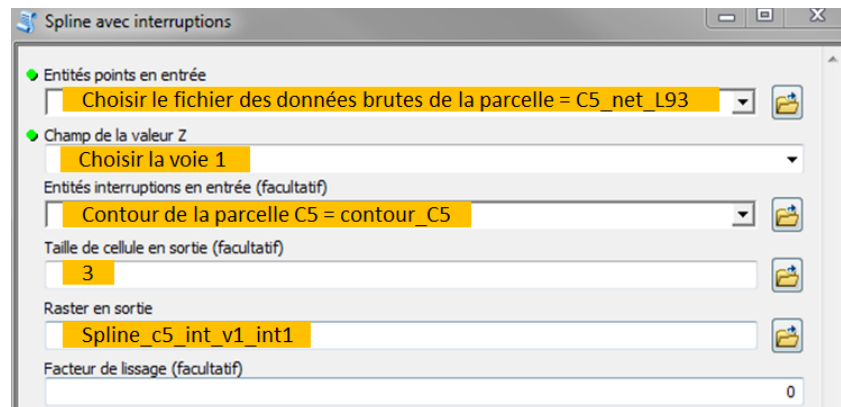 Spline avec interruptions
Entités points en entrée
Choisir le fichier des données brutes de la parcelle = C5_net_L93
Champ de la valeur Z
Choisir la voie 1
Entités interruptions en entrée (facultatif)
Contour de la parcelle C5 = contour_C5
Taille de cellule en sortie (facultatif)
3
Raster en sortie
Spline_c5_int_v1_int1
Facteur de lissage (facultatif)
0